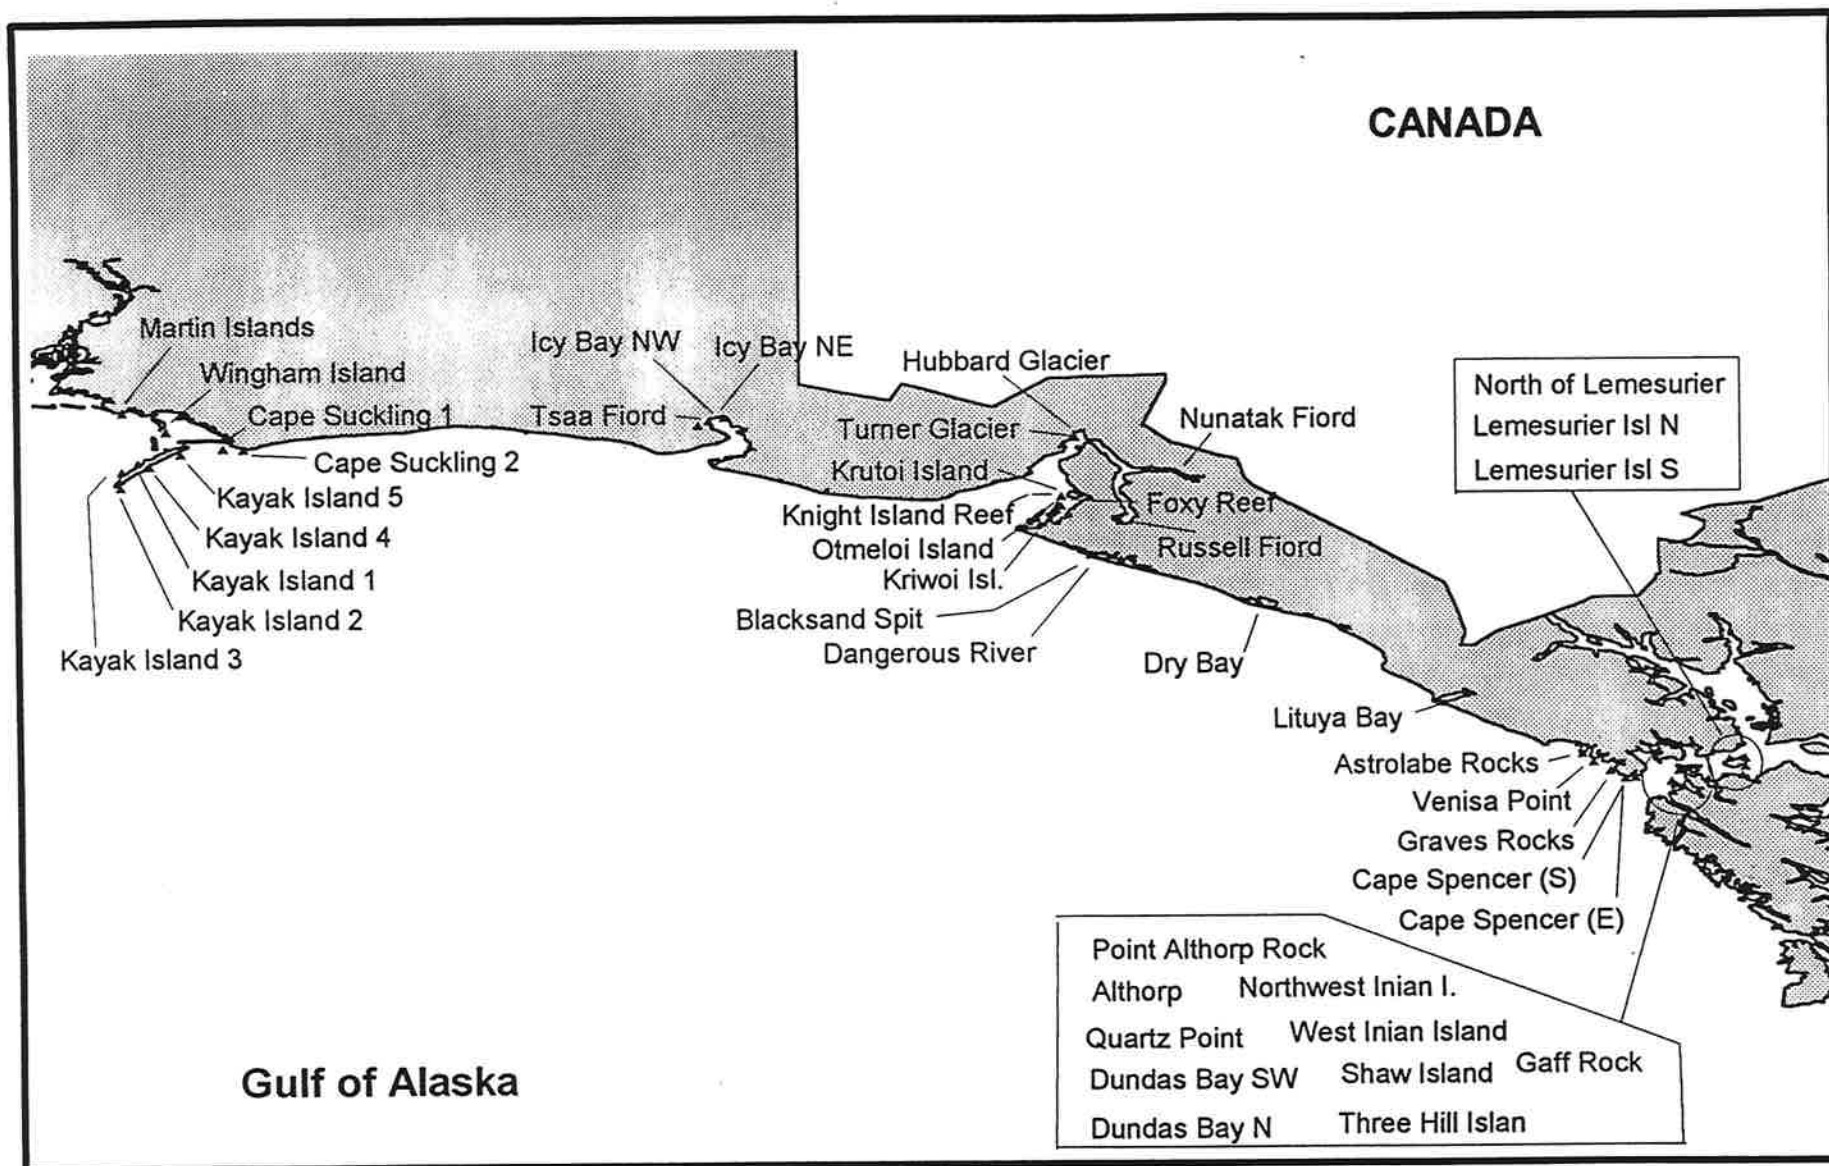 CANADA
Martin Islands
Wingham Island
Cape Suckling 1
Cape Suckling 2
Kayak Island 5
Kayak Island 4
Kayak Island 1
Kayak Island 2
Kayak Island 3
Icy Bay NW
Icy Bay NE
Tsaa Fiord
Hubbard Glacier
Turner Glacier
Nunatak Fiord
Krutoi Island
Knight Island Reef
Foxy Reef
Otmeloi Island
Russell Fiord
Kriwoi Isl.
Blacksand Spit
Dangerous River
Dry Bay
Lituya Bay
North of Lemesurier
Lemesurier Isl N
Lemesurier Isl S
Astrolabe Rocks
Venisa Point
Graves Rocks
Cape Spencer (S)
Cape Spencer (E)
Point Althorp Rock
Althorp Northwest Inian I.
Quartz Point West Inian Island
Dundas Bay SW Shaw Island Gaff Rock
Dundas Bay N Three Hill Islan
Gulf of Alaska